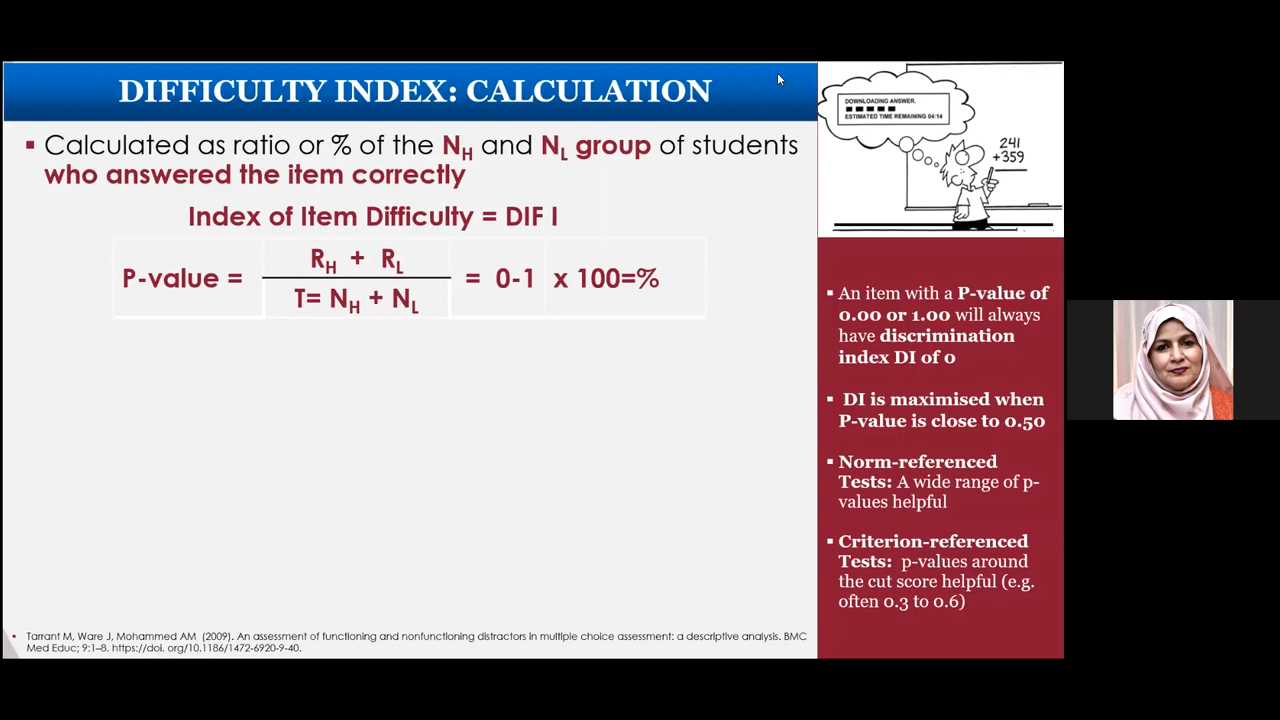 DIFFICULTY INDEX: CALCULATION
▪ Calculated as ratio or % of the NH and NL group of students
who answered the item correctly
Index of Item Difficulty = DIF I
P-value =
RH + RL
T= NH + NL
= 0-1
x 100=%
Tarrant M, Ware J, Mohammed AM (2009). An assessment of functioning and nonfunctioning distractors in multiple choice assessment: a descriptive analysis. BMC
Med Educ; 9:1–8. https://doi. org/10.1186/1472-6920-9-40.
DOWNLOADING ANSWER.
ESTIMATED TIME REMAINING 04:14
241
+359
▪ An item with a P-value of
0.00 or 1.00 will always
have discrimination
index DI of 0
▪ DI is maximised when
P-value is close to 0.50
▪ Norm-referenced
Tests: A wide range of p-
values helpful
▪ Criterion-referenced
Tests: p-values around
the cut score helpful (e.g.
often 0.3 to 0.6)